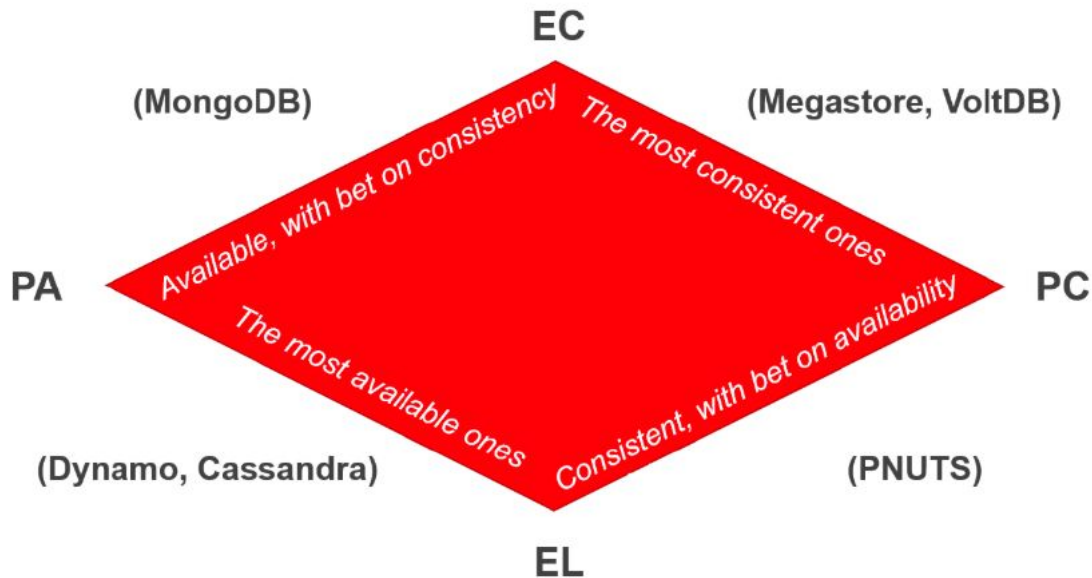 EC
(MongoDB)
(Megastore, VoltDB)
Available, with bet on consistency
The most consistent ones
PA
PC
The most available ones
Consistent, with bet on availability
(Dynamo, Cassandra)
(PNUTS)
EL